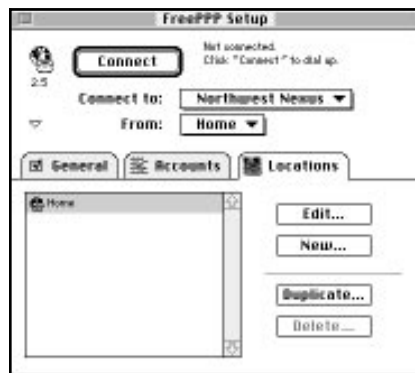 FreePPP Setup
Not connected.
Click "Connect" to dial up.
Connect
2.5
Connect to: Northwest Nexus
From: Home
General Accounts Locations
Home
Edit...
New...
Duplicate...
Delete...